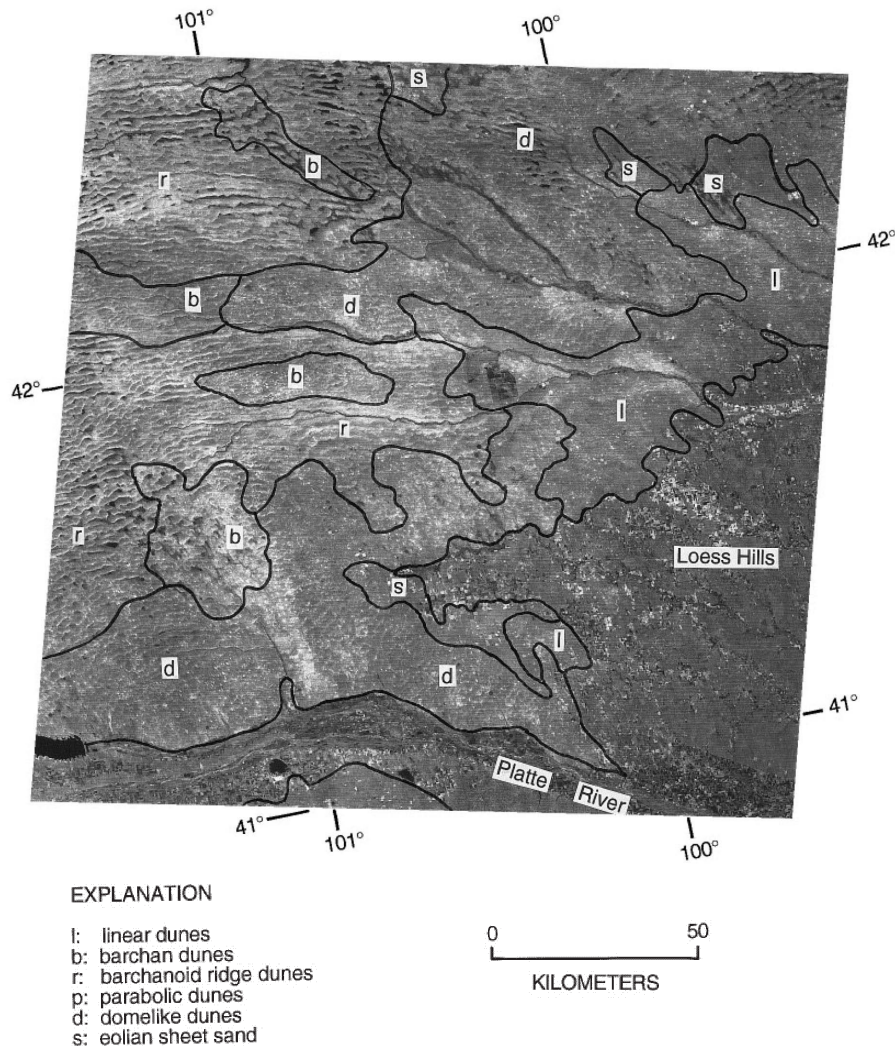 101°
100°
s
d
b
s
s
r
42°
l
b
d
42°
b
l
r
r
b
Loess Hills
s
l
d
d
41°
Platte
River
41°
101°
100°
EXPLANATION
l: linear dunes
b: barchan dunes
r: barchanoid ridge dunes
p: parabolic dunes
d: domelike dunes
s: eolian sheet sand
0 50
KILOMETERS